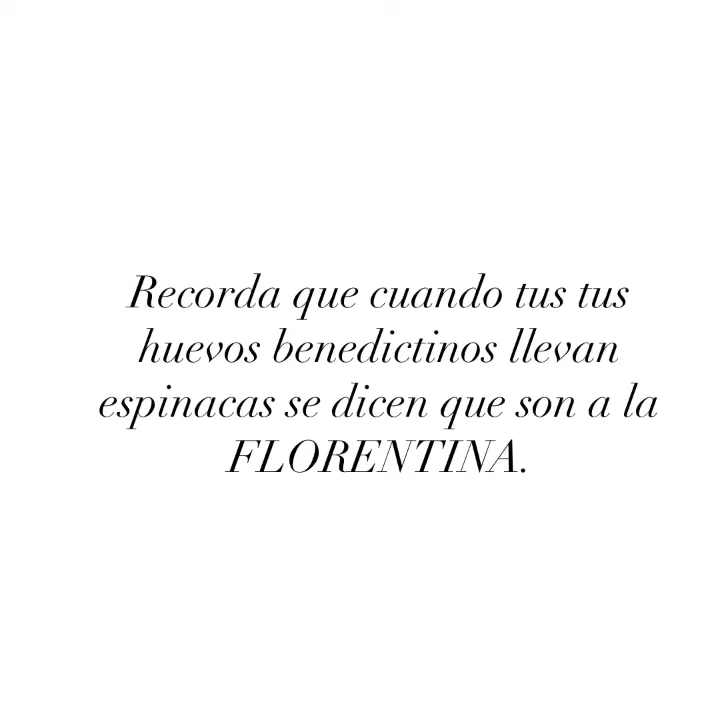 Recorda que cuando tus tus
huevos benedictinos llevan
espinacas se dicen que son a la
FLORENTINA.